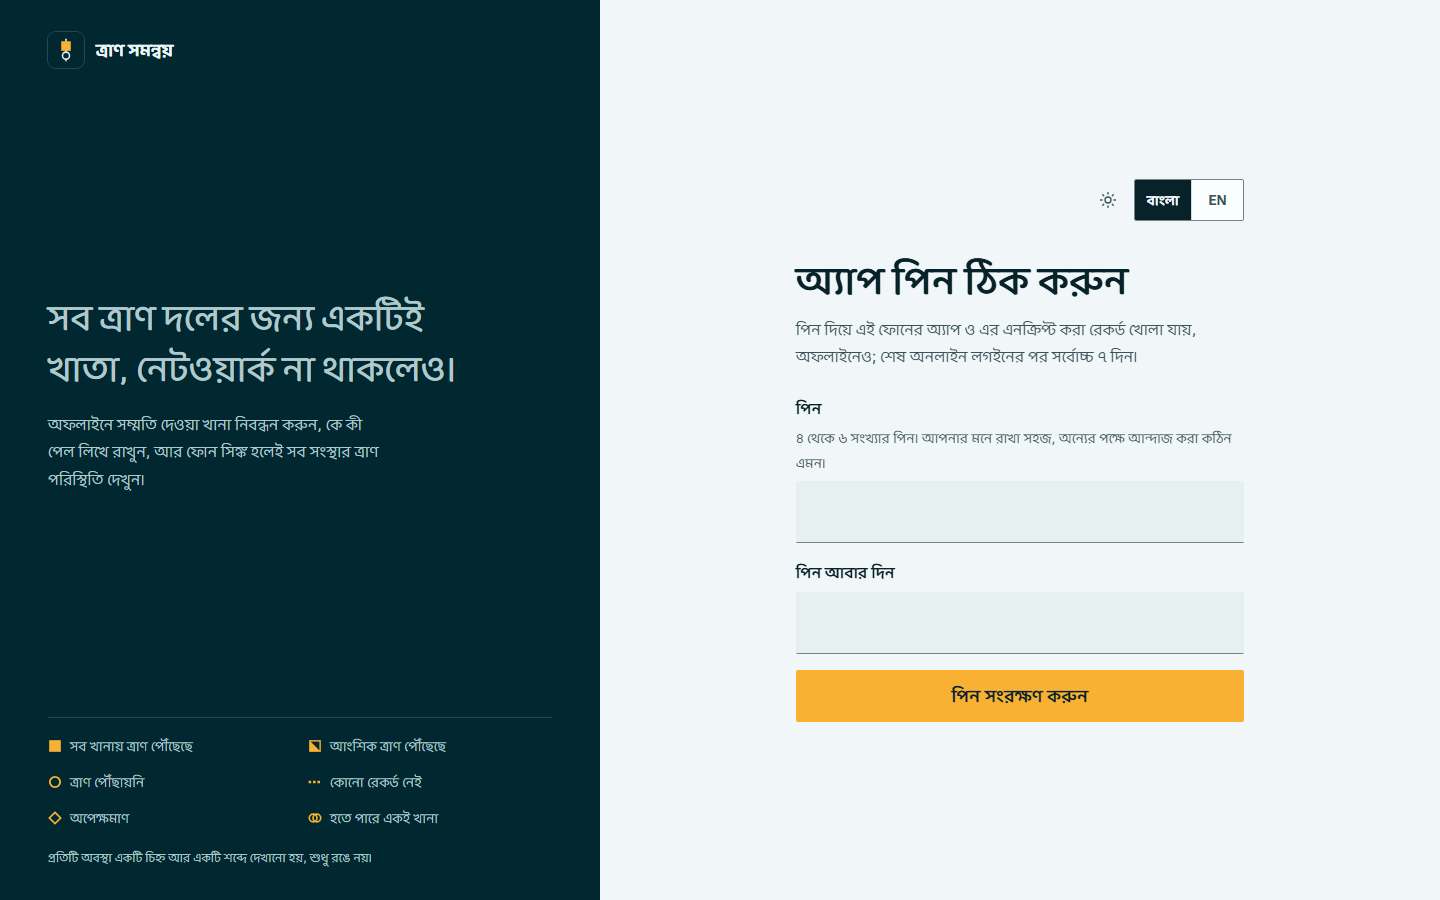 ত্রাণ সমন্বয়
সব ত্রাণ দলের জন্য একটিই
খাতা, নেটওয়ার্ক না থাকলেও।
অফলাইনে সম্মতি দেওয়া খানা নিবন্ধন করুন, কে কী
পেল লিখে রাখুন, আর ফোন সিঙ্ক হলেই সব সংস্থার ত্রাণ
পরিস্থিতি দেখুন।
সব খানায় ত্রাণ পৌঁছেছে
আংশিক ত্রাণ পৌঁছেছে
ত্রাণ পৌঁছায়নি
কোনো রেকর্ড নেই
অপেক্ষমাণ
হতে পারে একই খানা
প্রতিটি অবস্থা একটি চিহ্ন আর একটি শব্দে দেখানো হয়, শুধু রঙে নয়।
বাংলা EN
অ্যাপ পিন ঠিক করুন
পিন দিয়ে এই ফোনের অ্যাপ ও এর এনক্রিপ্ট করা রেকর্ড খোলা যায়,
অফলাইনেও; শেষ অনলাইন লগইনের পর সর্বোচ্চ ৭ দিন।
পিন
৪ থেকে ৬ সংখ্যার পিন। আপনার মনে রাখা সহজ, অন্যের পক্ষে আন্দাজ করা কঠিন
এমন।
পিন আবার দিন
পিন সংরক্ষণ করুন